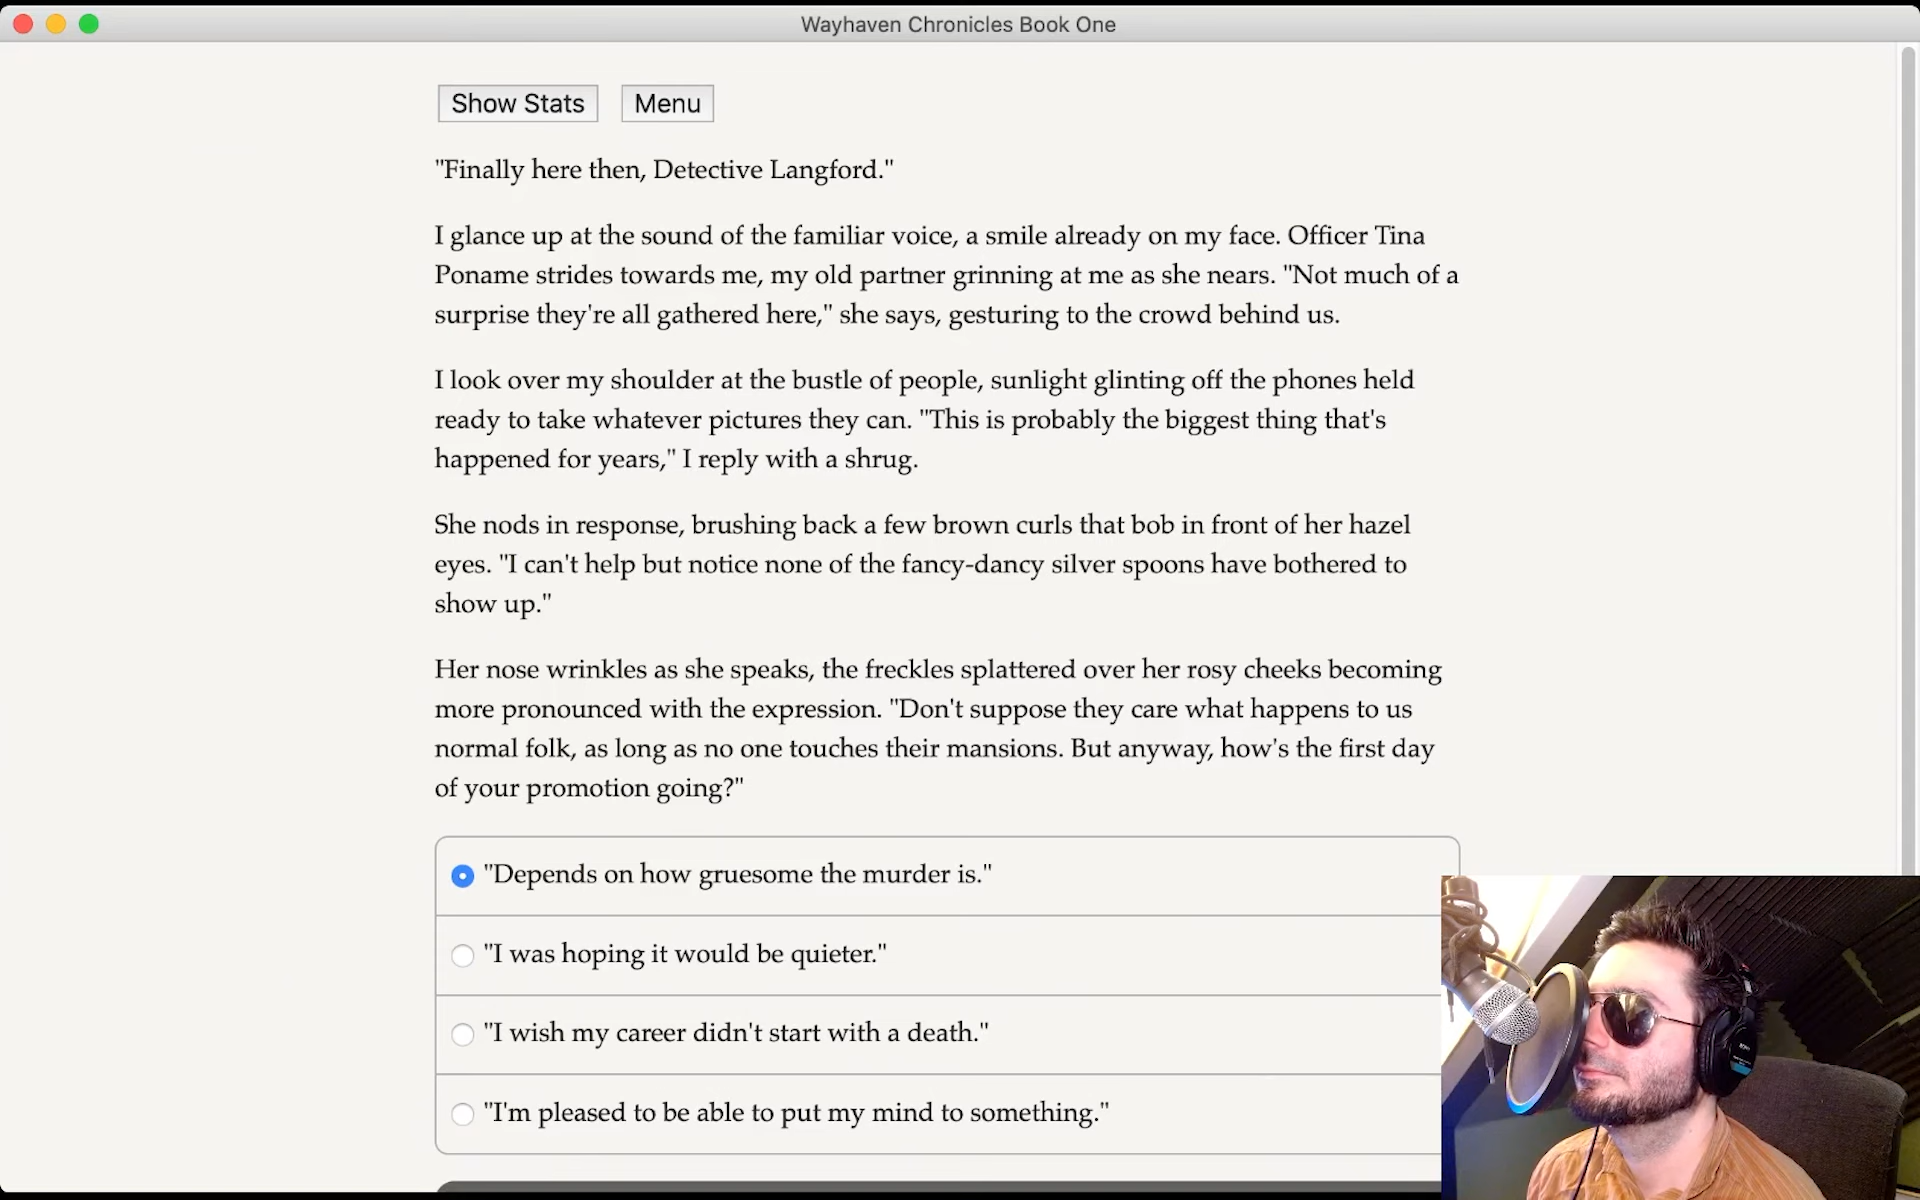 Wayhaven Chronicles Book One
Show Stats Menu
"Finally here then, Detective Langford."
I glance up at the sound of the familiar voice, a smile already on my face. Officer Tina
Poname strides towards me, my old partner grinning at me as she nears. "Not much of a
surprise they're all gathered here," she says, gesturing to the crowd behind us.
I look over my shoulder at the bustle of people, sunlight glinting off the phones held
ready to take whatever pictures they can. "This is probably the biggest thing that's
happened for years," I reply with a shrug.
She nods in response, brushing back a few brown curls that bob in front of her hazel
eyes. "I can't help but notice none of the fancy-dancy silver spoons have bothered to
show up."
Her nose wrinkles as she speaks, the freckles splattered over her rosy cheeks becoming
more pronounced with the expression. "Don't suppose they care what happens to us
normal folk, as long as no one touches their mansions. But anyway, how's the first day
of your promotion going?"
"Depends on how gruesome the murder is."
"I was hoping it would be quieter."
"I wish my career didn't start with a death."
"I'm pleased to be able to put my mind to something."